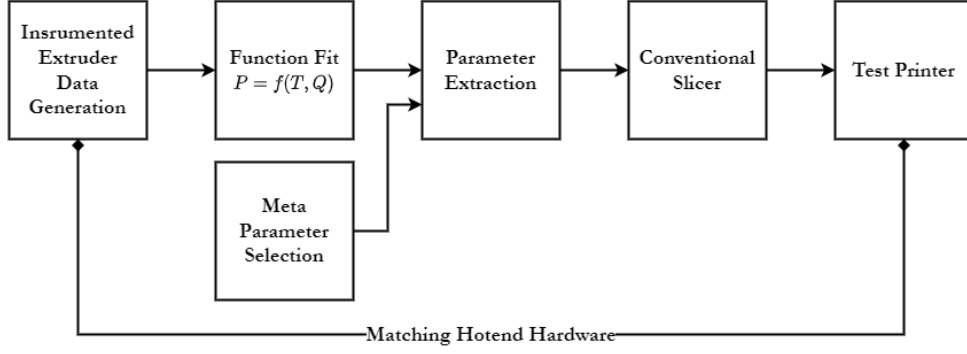 Insrumented
Extruder
Data
Generation
Function Fit
P = f(T, Q)
Parameter
Extraction
Conventional
Slicer
Test Printer
Meta
Parameter
Selection
Matching Hotend Hardware